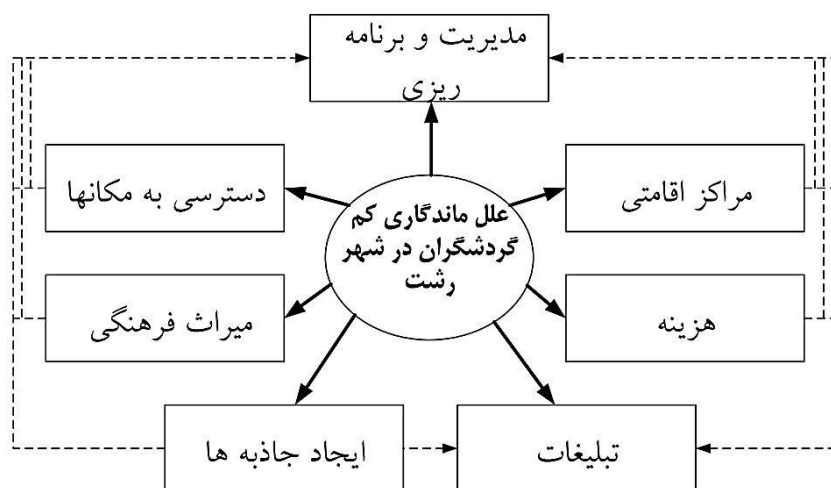 مدیریت و برنامه
ریزی
مراکز اقامتی
دسترسی به مکانها
علل ماندگاری کم
گردشگران در شهر
رشت
هزینه
میراث فرهنگی
تبلیغات
ایجاد جاذبه ها